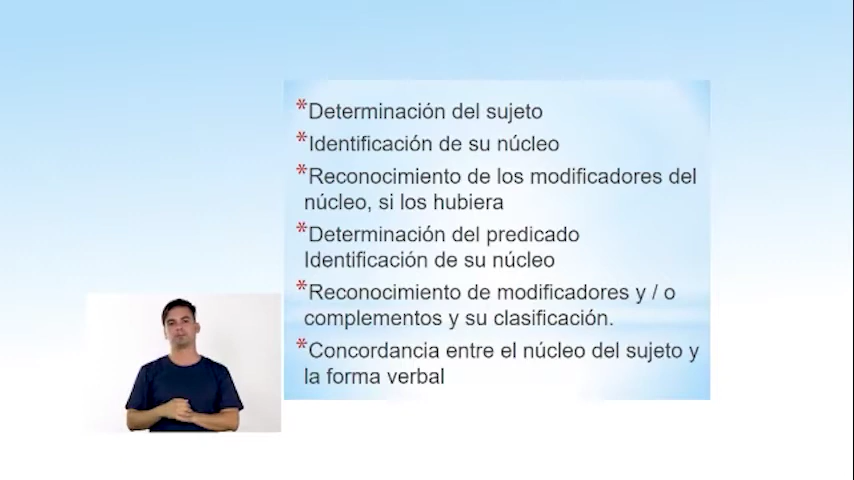 *Determinación del sujeto
*Identificación de su núcleo
*Reconocimiento de los modificadores del
núcleo, si los hubiera
*Determinación del predicado
Identificación de su núcleo
*Reconocimiento de modificadores y / o
complementos y su clasificación.
*Concordancia entre el núcleo del sujeto y
la forma verbal